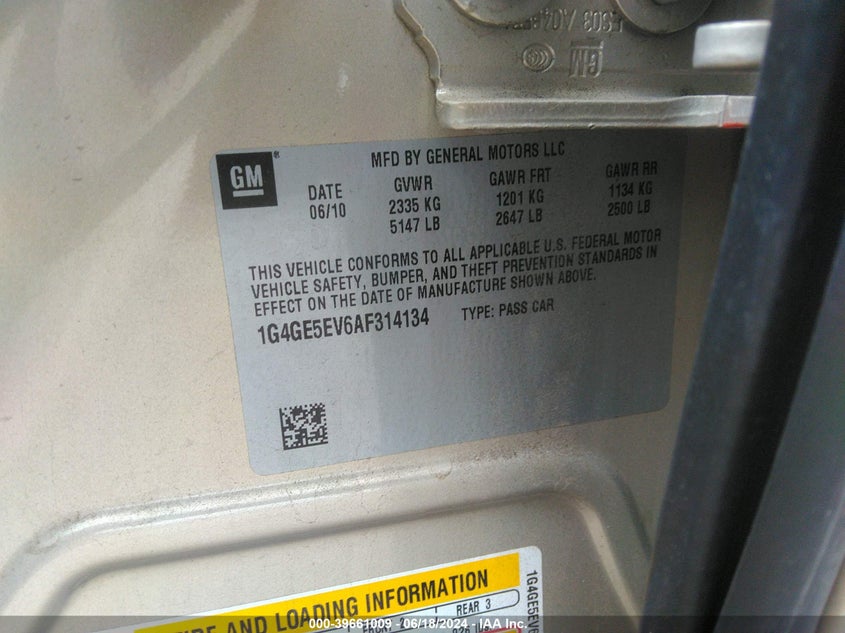 GM
GM
MFD BY GENERAL MOTORS LLC
DATE GVWR GAWR FRT GAWR RR
06/10 2335 KG 1201 KG 1134 KG
5147 LB 2647 LB 2500 LB
THIS VEHICLE CONFORMS TO ALL APPLICABLE U.S. FEDERAL MOTOR
VEHICLE SAFETY, BUMPER, AND THEFT PREVENTION STANDARDS IN
EFFECT ON THE DATE OF MANUFACTURE SHOWN ABOVE.
1G4GE5EV6AF314134 TYPE: PASS CAR
AND LOADING INFORMATION
REAR 3
1G4GE5EV6
000-39661009 - 06/18/2024 - IAA Inc.